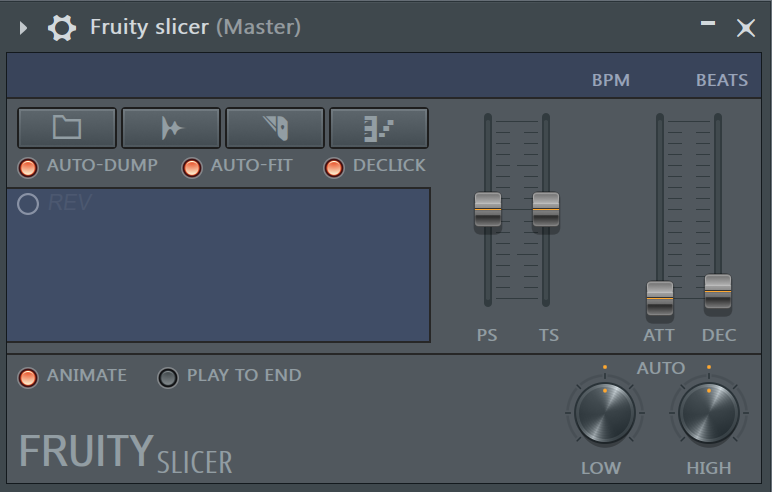 Fruity slicer (Master)
BPM BEATS
AUTO-DUMP AUTO-FIT DECLICK
REV
PS TS ATT DEC
ANIMATE PLAY TO END AUTO
FRUITY SLICER
LOW HIGH